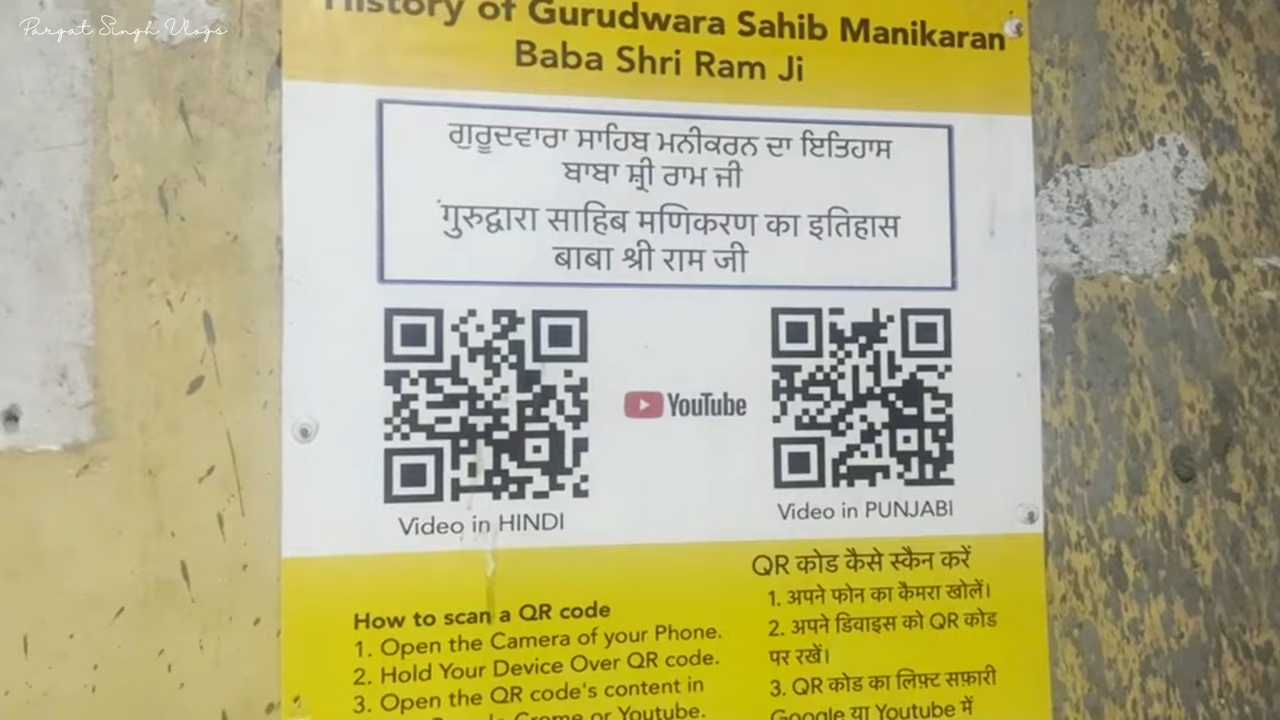 Pargat Singh Vlogs
History of Gurudwara Sahib Manikaran
Baba Shri Ram Ji
ਗੁਰੂਦਵਾਰਾ ਸਾਹਿਬ ਮਨੀਕਰਨ ਦਾ ਇਤਿਹਾਸ
ਬਾਬਾ ਸ਼੍ਰੀ ਰਾਮ ਜੀ
गुरुद्वारा साहिब मणिकरण का इतिहास
बाबा श्री राम जी
YouTube
Video in HINDI
Video in PUNJABI
How to scan a QR code
1. Open the Camera of your Phone.
2. Hold Your Device Over QR code.
3. Open the QR code's content in
Crome or Youtube.
QR कोड कैसे स्कैन करें
1. अपने फोन का कैमरा खोलें।
2. अपने डिवाइस को QR कोड
पर रखें।
3. QR कोड का लिफ़्ट सफ़ारी
Google या Youtube में